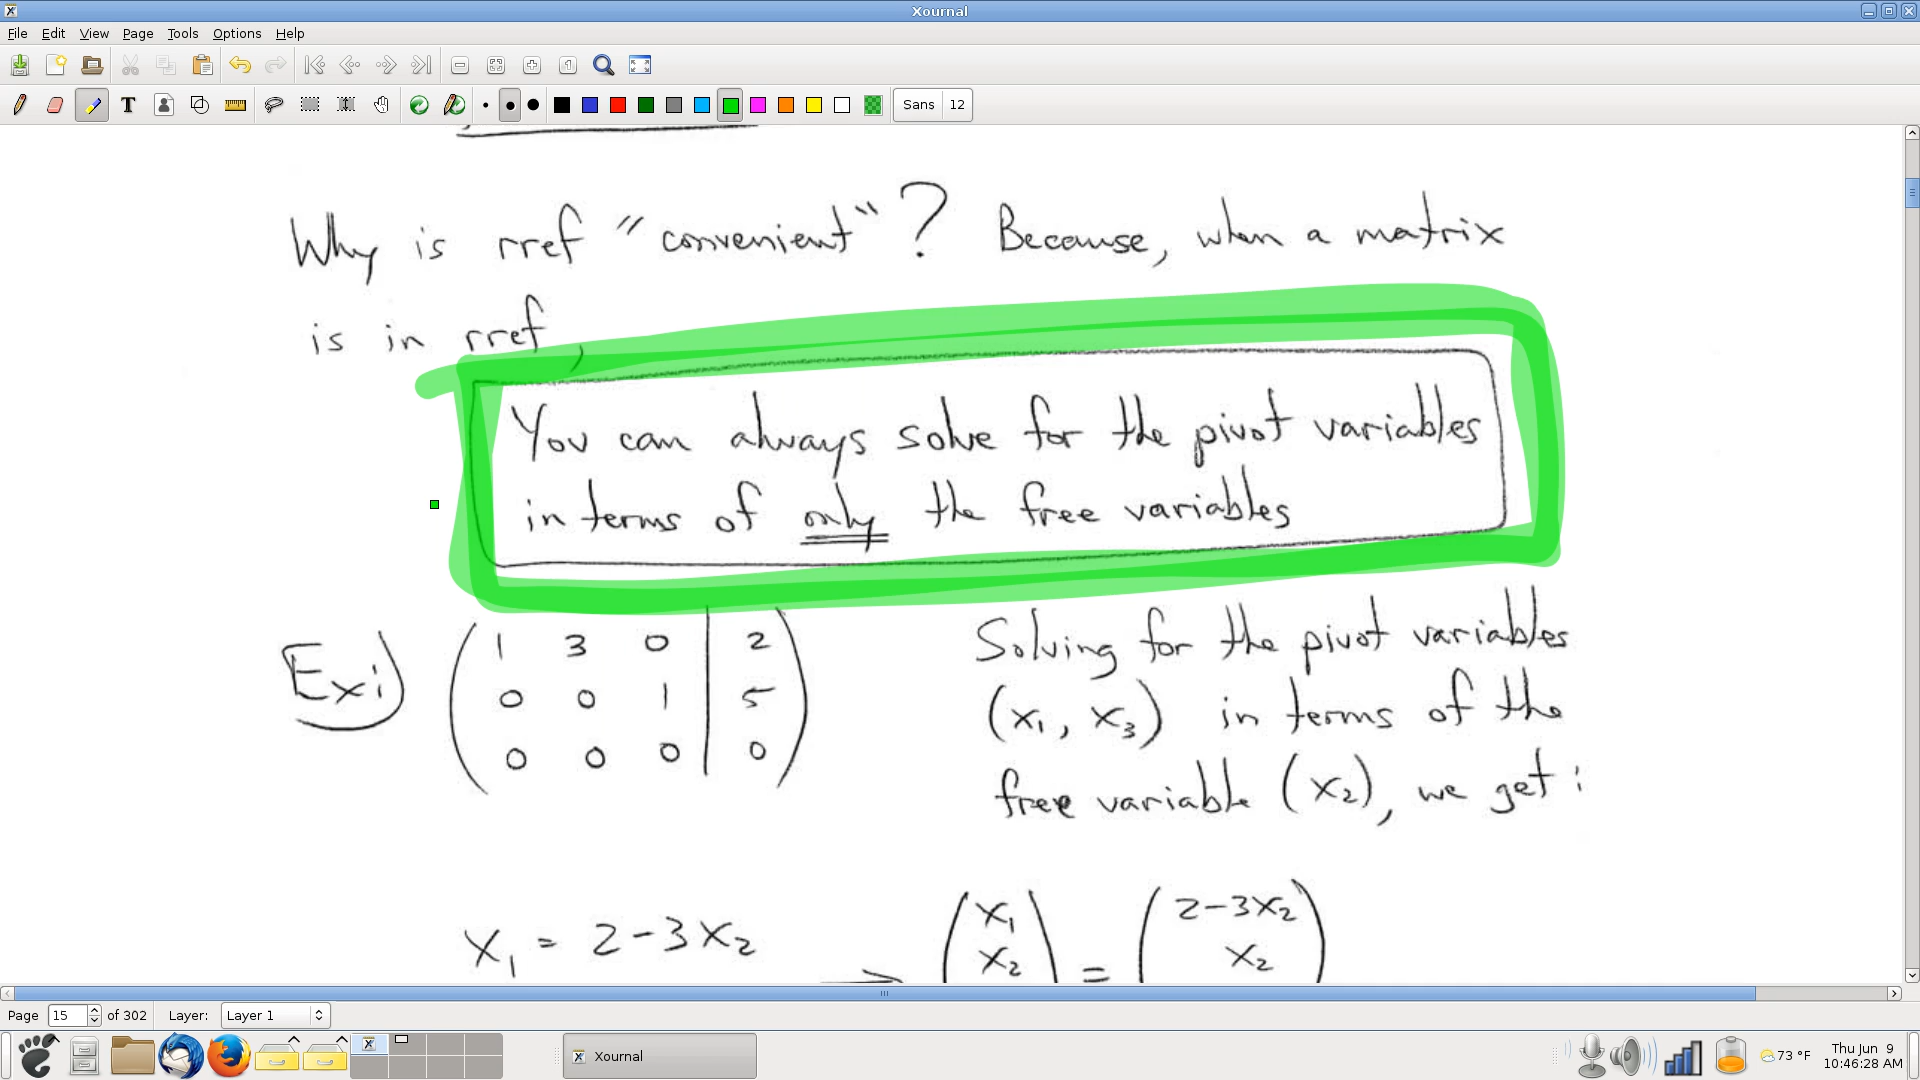 Xournal
File Edit View Page Tools Options Help
Sans 12
Why is rref "convenient"? Because, when a matrix
is in rref,
You can always solve for the pivot variables
in terms of only the free variables
Ex:
1 3 0 2
0 0 1 5
0 0 0 0
Solving for the pivot variables
(x₁, x₃) in terms of the
free variable (x₂), we get:
x₁ = 2-3x₂
x₁
x₂
=
2-3x₂
x₂
Page 15 of 302 Layer: Layer 1
Xournal
73 °F
Thu Jun 9
10:46:28 AM